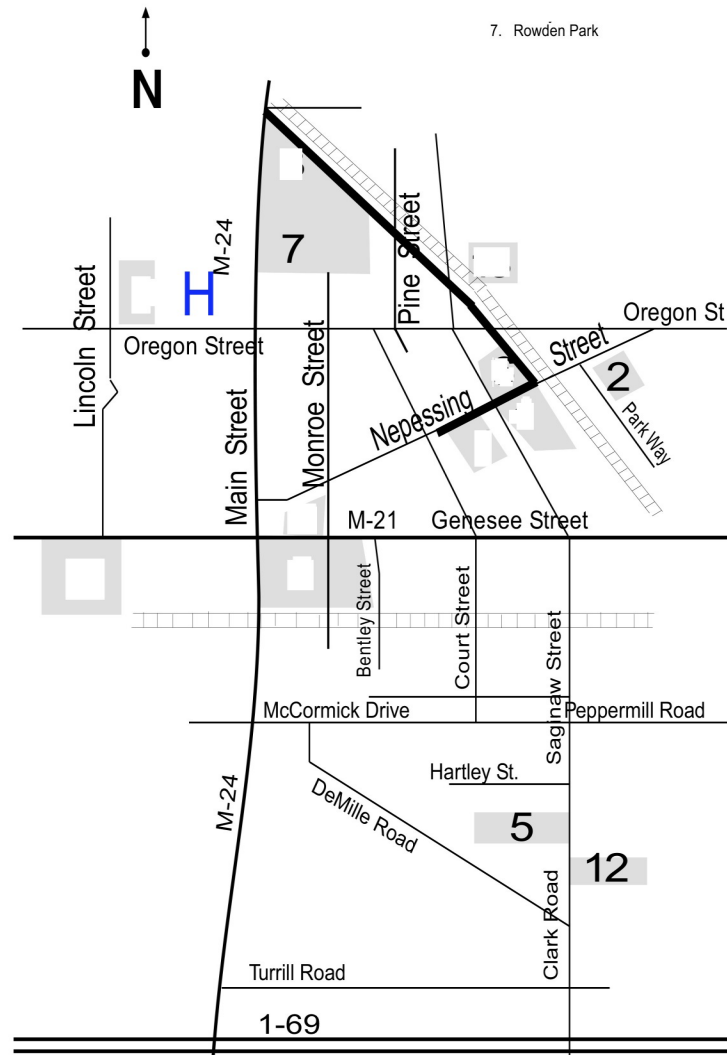 7. Rowden Park
N
M-24
7
H
Pine Street
Lincoln Street
Oregon Street
Oregon St
Monroe Street
Main Street
Nepessing Street
2
Park Way
M-21
Genesee Street
Bentley Street
Court Street
Saginaw Street
McCormick Drive
Peppermill Road
Hartley St.
DeMille Road
M-24
5
12
Clark Road
Turrill Road
1-69